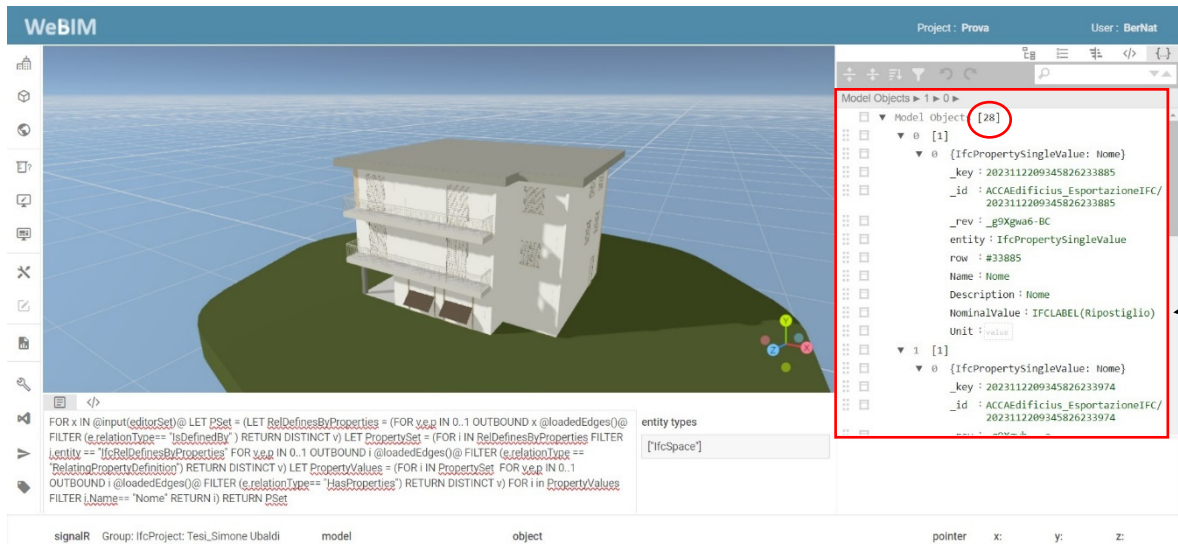 WeBIM
Project : Prova
User : BerNat
Model Objects ► 1 ► 0 ►
Model Object [28]
0 [1]
0 {IfcPropertySingleValue: Nome}
_key : 2023112209345826233885
_id : ACCAEdificius_EsportazioneIFC/
2023112209345826233885
_rev : _g9Xgwa6-BC
entity : IfcPropertySingleValue
row : #33885
Name : Nome
Description : Nome
NominalValue : IFCLABEL(Ripostiglio)
Unit : value
1 [1]
0 {IfcPropertySingleValue: Nome}
_key : 2023112209345826233974
_id : ACCAEdificius_EsportazioneIFC/
2023112209345826233974
Y
Z
X
FOR x IN @input(editorSet)@ LET PSet = (LET RelDefinesByProperties = (FOR v,e,p IN 0..1 OUTBOUND x @loadedEdges()@
FILTER (e.relationType== "IsDefinedBy" ) RETURN DISTINCT v) LET PropertySet = (FOR i IN RelDefinesByProperties FILTER
i.entity == "IfcRelDefinesByProperties" FOR v,e,p IN 0..1 OUTBOUND i @loadedEdges()@ FILTER (e.relationType ==
"RelatingPropertyDefinition") RETURN DISTINCT v) LET PropertyValues = (FOR i IN PropertySet FOR v,e,p IN 0..1
OUTBOUND i @loadedEdges()@ FILTER (e.relationType== "HasProperties") RETURN DISTINCT v) FOR i in PropertyValues
FILTER i.Name== "Nome" RETURN i) RETURN PSet
entity types
["IfcSpace"]
signalR Group: IfcProject: Tesi_Simone Ubaldi model object pointer x: y: z: